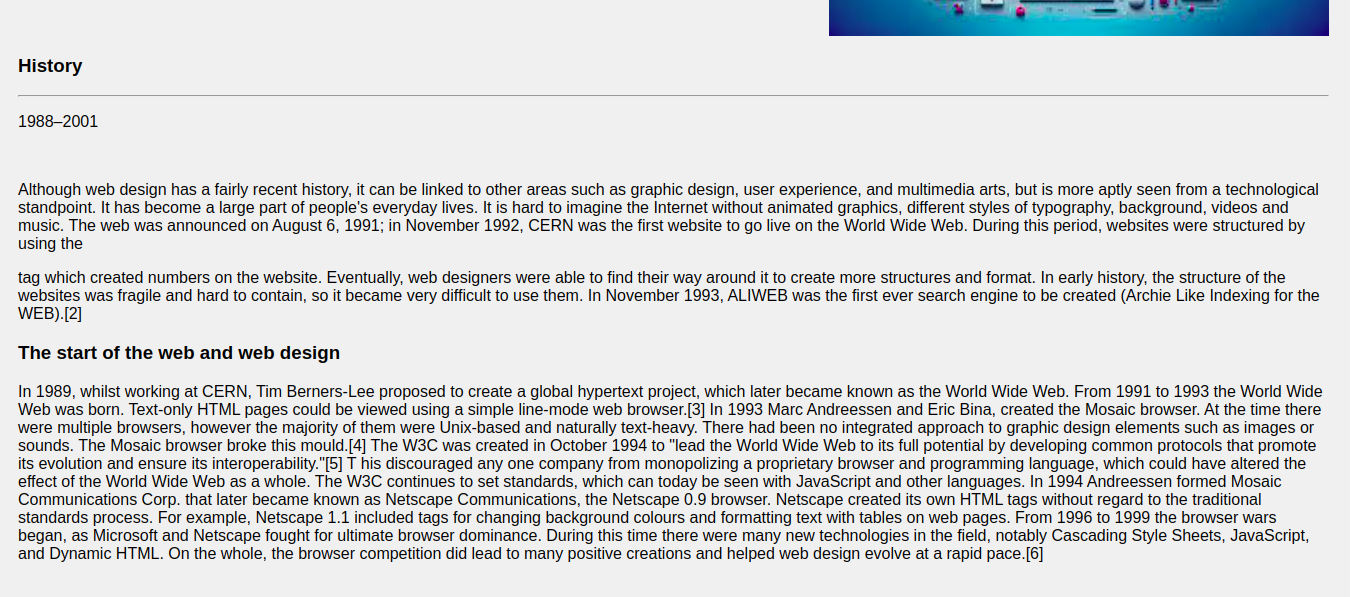 History
1988–2001
Although web design has a fairly recent history, it can be linked to other areas such as graphic design, user experience, and multimedia arts, but is more aptly seen from a technological
standpoint. It has become a large part of people's everyday lives. It is hard to imagine the Internet without animated graphics, different styles of typography, background, videos and
music. The web was announced on August 6, 1991; in November 1992, CERN was the first website to go live on the World Wide Web. During this period, websites were structured by
using the
tag which created numbers on the website. Eventually, web designers were able to find their way around it to create more structures and format. In early history, the structure of the
websites was fragile and hard to contain, so it became very difficult to use them. In November 1993, ALIWEB was the first ever search engine to be created (Archie Like Indexing for the
WEB).[2]
The start of the web and web design
In 1989, whilst working at CERN, Tim Berners-Lee proposed to create a global hypertext project, which later became known as the World Wide Web. From 1991 to 1993 the World Wide
Web was born. Text-only HTML pages could be viewed using a simple line-mode web browser.[3] In 1993 Marc Andreessen and Eric Bina, created the Mosaic browser. At the time there
were multiple browsers, however the majority of them were Unix-based and naturally text-heavy. There had been no integrated approach to graphic design elements such as images or
sounds. The Mosaic browser broke this mould.[4] The W3C was created in October 1994 to "lead the World Wide Web to its full potential by developing common protocols that promote
its evolution and ensure its interoperability."[5] T his discouraged any one company from monopolizing a proprietary browser and programming language, which could have altered the
effect of the World Wide Web as a whole. The W3C continues to set standards, which can today be seen with JavaScript and other languages. In 1994 Andreessen formed Mosaic
Communications Corp. that later became known as Netscape Communications, the Netscape 0.9 browser. Netscape created its own HTML tags without regard to the traditional
standards process. For example, Netscape 1.1 included tags for changing background colours and formatting text with tables on web pages. From 1996 to 1999 the browser wars
began, as Microsoft and Netscape fought for ultimate browser dominance. During this time there were many new technologies in the field, notably Cascading Style Sheets, JavaScript,
and Dynamic HTML. On the whole, the browser competition did lead to many positive creations and helped web design evolve at a rapid pace.[6]